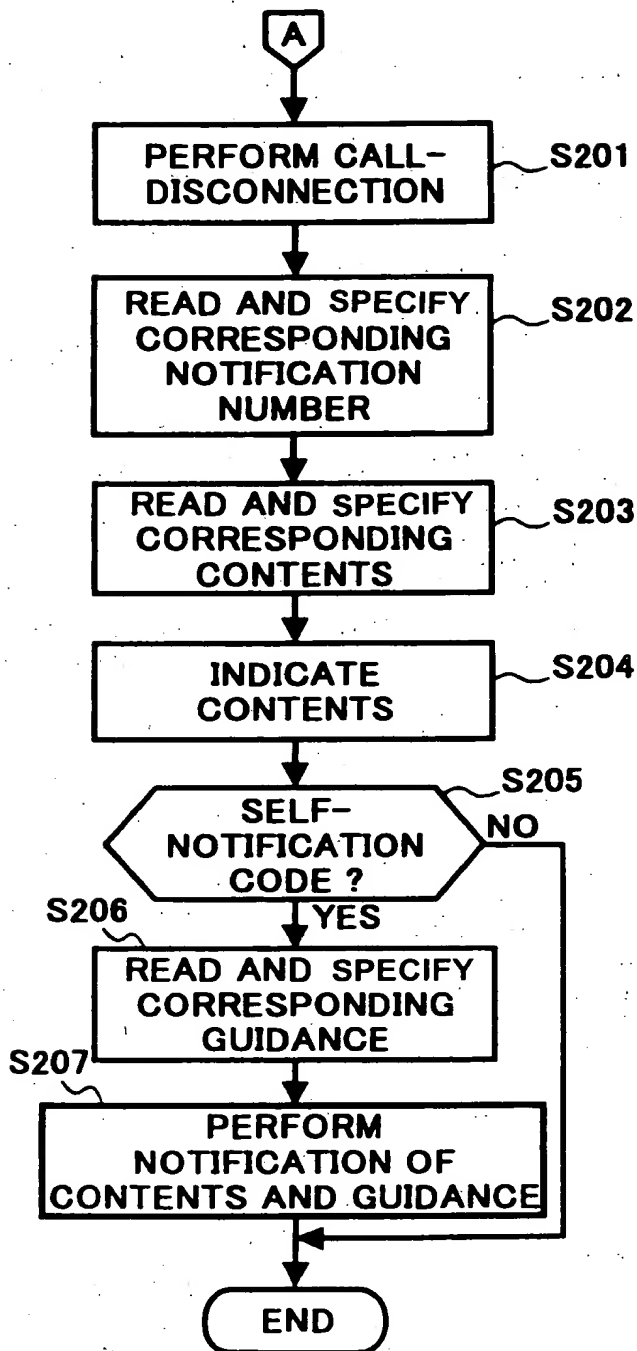 A
PERFORM CALL-
DISCONNECTION
S201
READ AND SPECIFY
CORRESPONDING
NOTIFICATION
NUMBER
S202
READ AND SPECIFY
CORRESPONDING
CONTENTS
S203
INDICATE
CONTENTS
S204
SELF-
NOTIFICATION
CODE ?
S205
NO
YES
S206
READ AND SPECIFY
CORRESPONDING
GUIDANCE
S207
PERFORM
NOTIFICATION OF
CONTENTS AND GUIDANCE
END